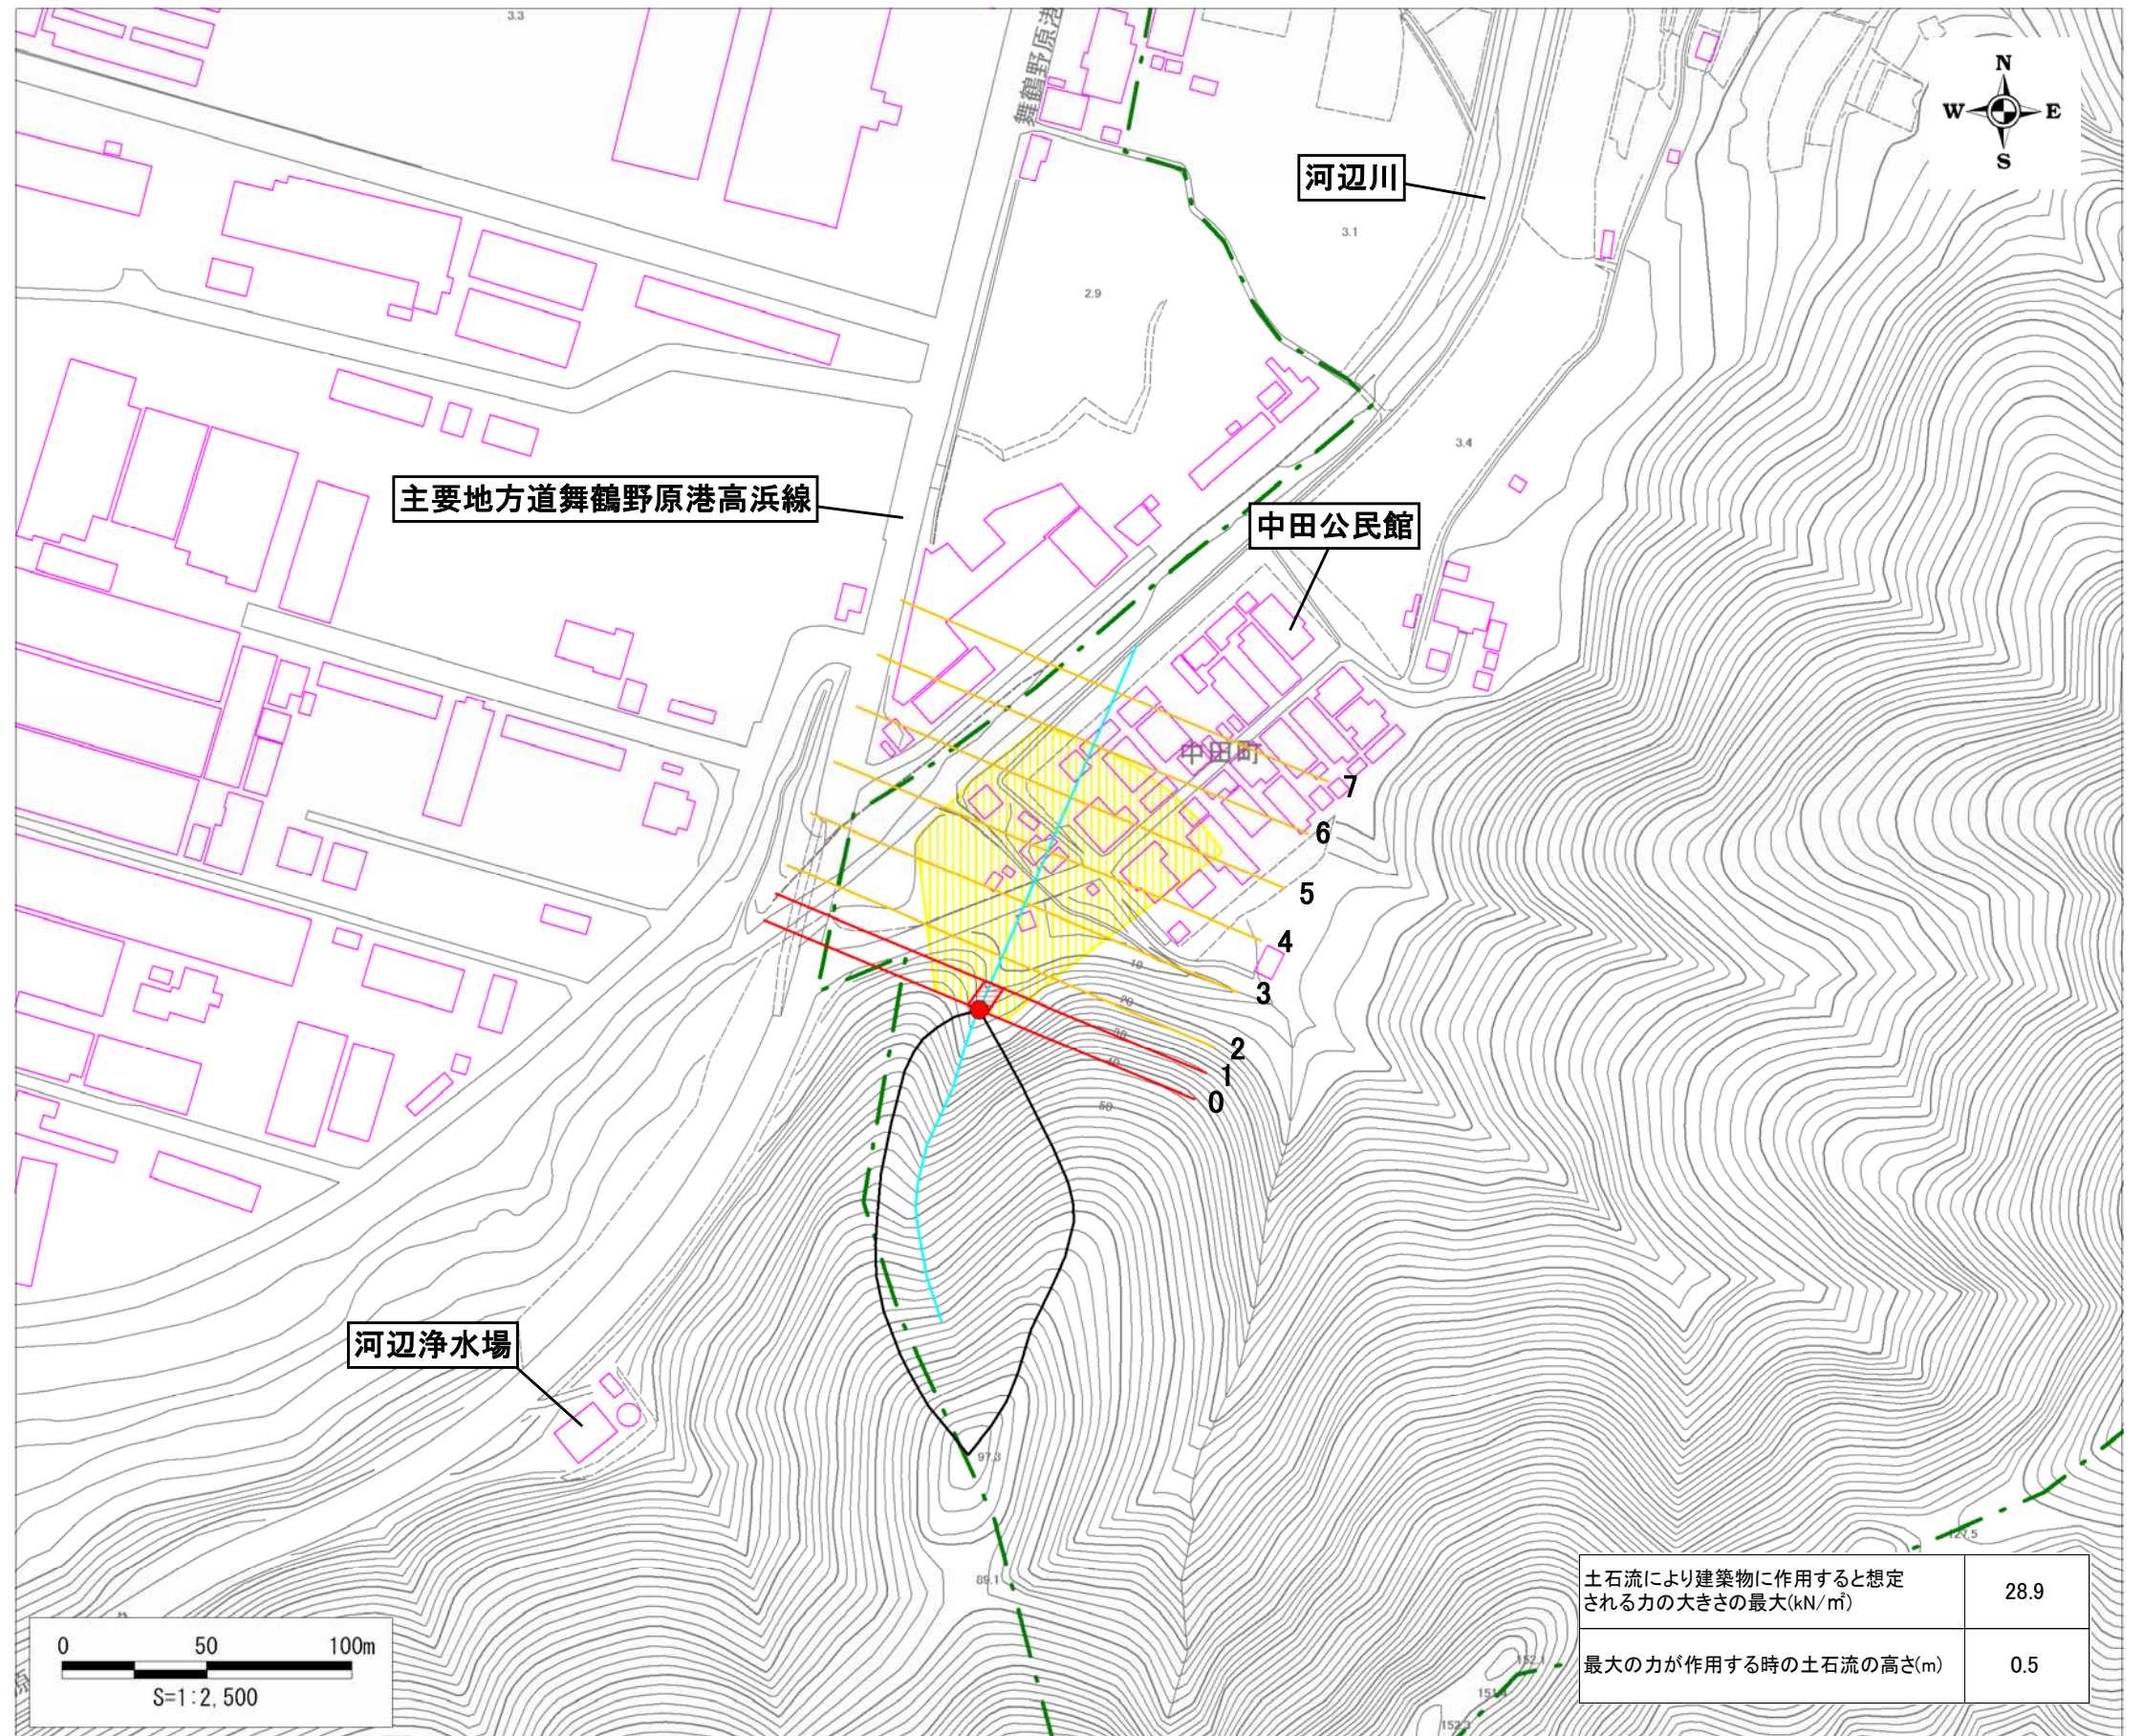 3.3
舞鶴野原港
N
W
E
S
河辺川
3.1
2.9
3.4
主要地方道舞鶴野原港高浜線
中田公民館
中田町
7
6
5
4
3
2
1
0
10
20
30
40
50
河辺浄水場
97.3
89.1
127.5
152.1
151.4
152.3
土石流により建築物に作用すると想定
される力の大きさの最大(kN/㎡)
28.9
最大の力が作用する時の土石流の高さ(m)
0.5
0 50 100m
S=1:2,500
原